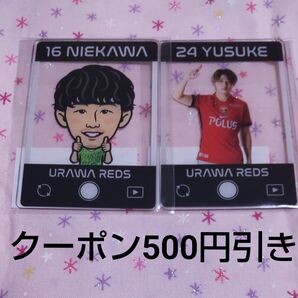 16 NIEKAWA
24 YUSUKE
POLUS
URAWA REDS
URAWA REDS
クーポン500円引き